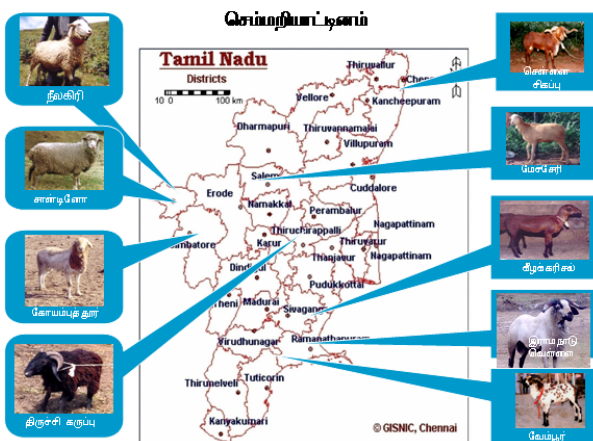 செம்மறியாட்டினம்
Tamil Nadu
Districts
10 0 100 km
Thiruvallur
Vellore
Kancheepuram
Dharmapuri
Thiruvannamalai
Villupuram
Salem
Cuddalore
Erode
Namakkal
Perambalur
Nagapattinam
Thiruchirappalli
Karur
Thiruvarur
Thanjavur
Nagapattinam
Dindigul
Pudukkottai
Theni
Madurai
Sivaganga
Ramanathapuram
Virudhunagar
Thirunelveli
Tuticorin
Kanyakumari
© GISNIC, Chennai
நீலகிரி
சான்டினோ
கோயம்புத்தூர்
திருச்சி கருப்பு
சென்னை
சிகப்பு
மேச்சேரி
கீழக்கரிசல்
இராமநாடு
வெள்ளை
வேம்பூர்